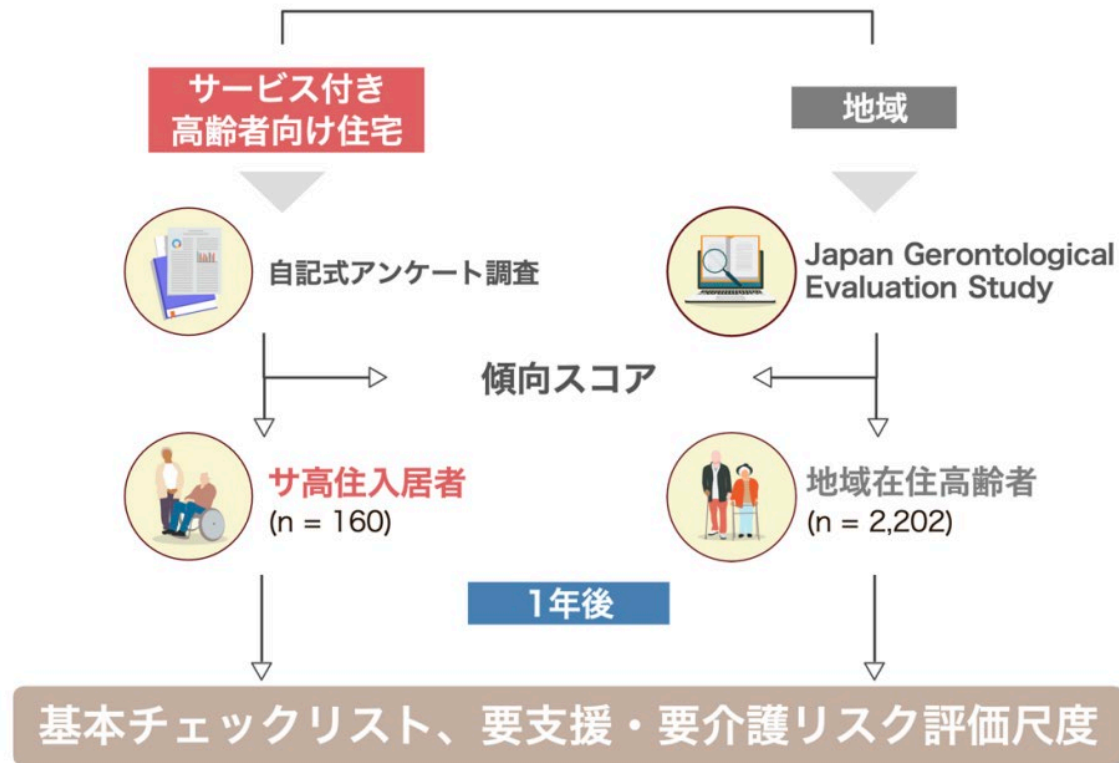 サービス付き
高齢者向け住宅
地域
自記式アンケート調査
Japan Gerontological
Evaluation Study
傾向スコア
サ高住入居者
(n = 160)
地域在住高齢者
(n = 2,202)
1年後
基本チェックリスト、要支援・要介護リスク評価尺度